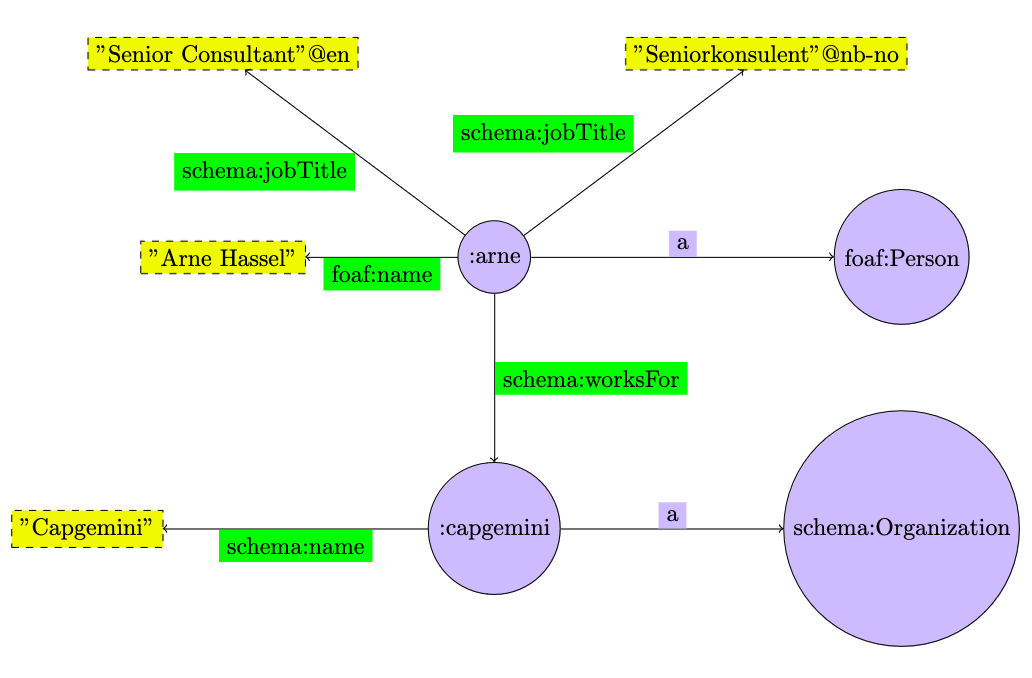 ”Senior Consultant”@en
”Seniorkonsulent”@nb-no
schema:jobTitle
schema:jobTitle
”Arne Hassel”
foaf:name
:arne
a
foaf:Person
schema:worksFor
”Capgemini”
schema:name
:capgemini
a
schema:Organization